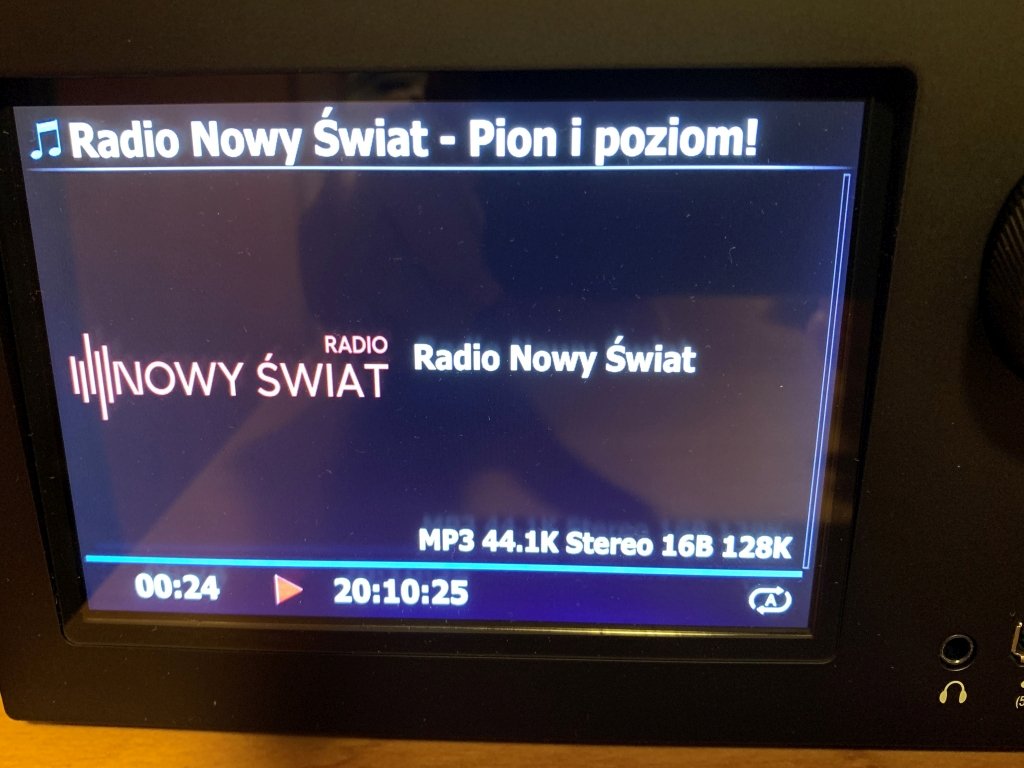 Radio Nowy Świat - Pion i poziom!
RADIO
NOWY ŚWIAT
Radio Nowy Świat
MP3 44.1K Stereo 16B 128K
00:24
20:10:25
A
(5